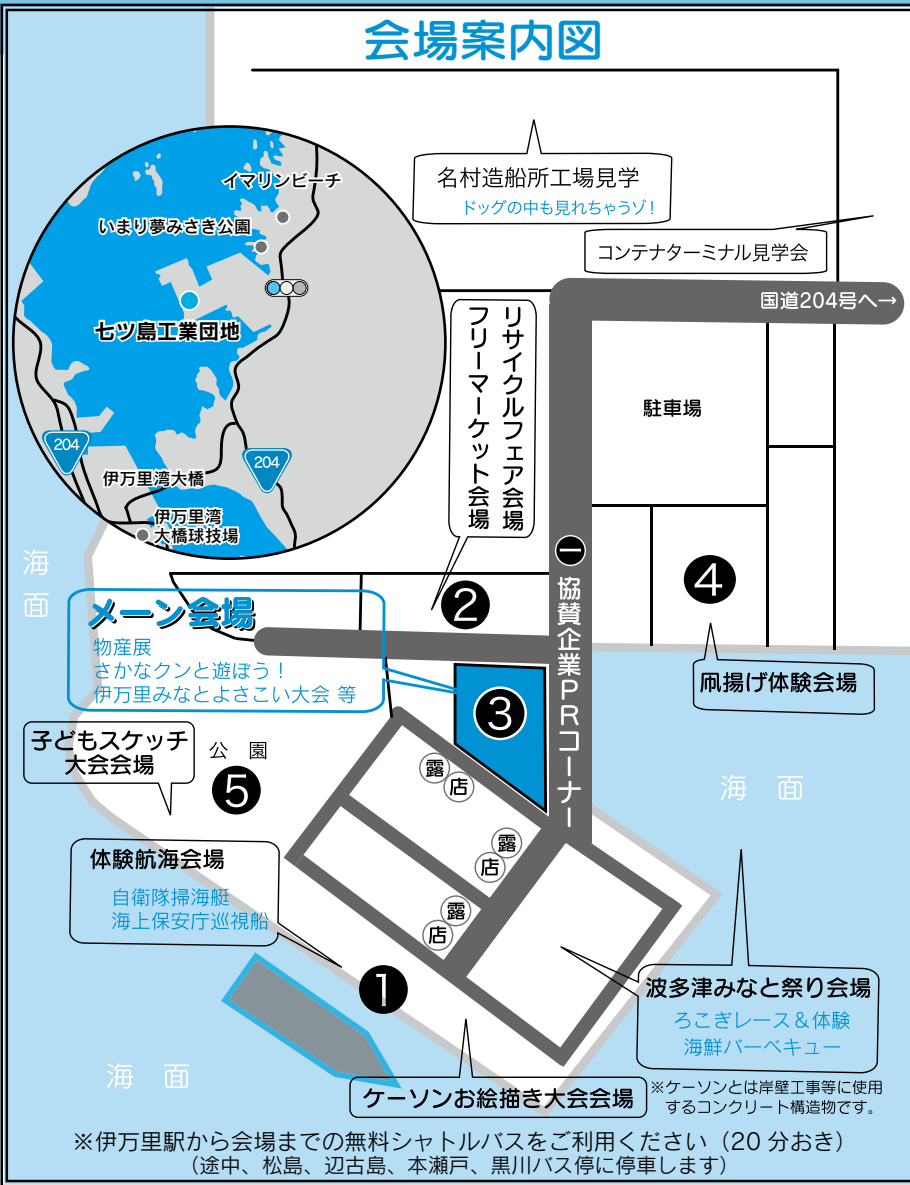 会場案内図
名村造船所工場見学
ドッグの中も見れちゃうゾ！
コンテナターミナル見学会
国道204号へ→
イマリンビーチ
いまり夢みさき公園
七ツ島工業団地
204
204
伊万里湾大橋
伊万里湾
大橋球技場
リサイクルフェア会場
フリーマーケット会場
駐車場
海面
一
協賛企業PRコーナー
2
4
メーン会場
物産展
さかなクンと遊ぼう！
伊万里みなとよさこい大会 等
凧揚げ体験会場
3
子どもスケッチ
大会会場
公園
5
露店
露店
露店
海面
体験航海会場
自衛隊掃海艇
海上保安庁巡視船
1
波多津みなと祭り会場
ろこぎレース＆体験
海鮮バーベキュー
海面
ケーソンお絵描き大会会場
※ケーソンとは岸壁工事等に使用
するコンクリート構造物です。
※伊万里駅から会場までの無料シャトルバスをご利用ください（20分おき）
（途中、松島、辺古島、本瀬戸、黒川バス停に停車します）